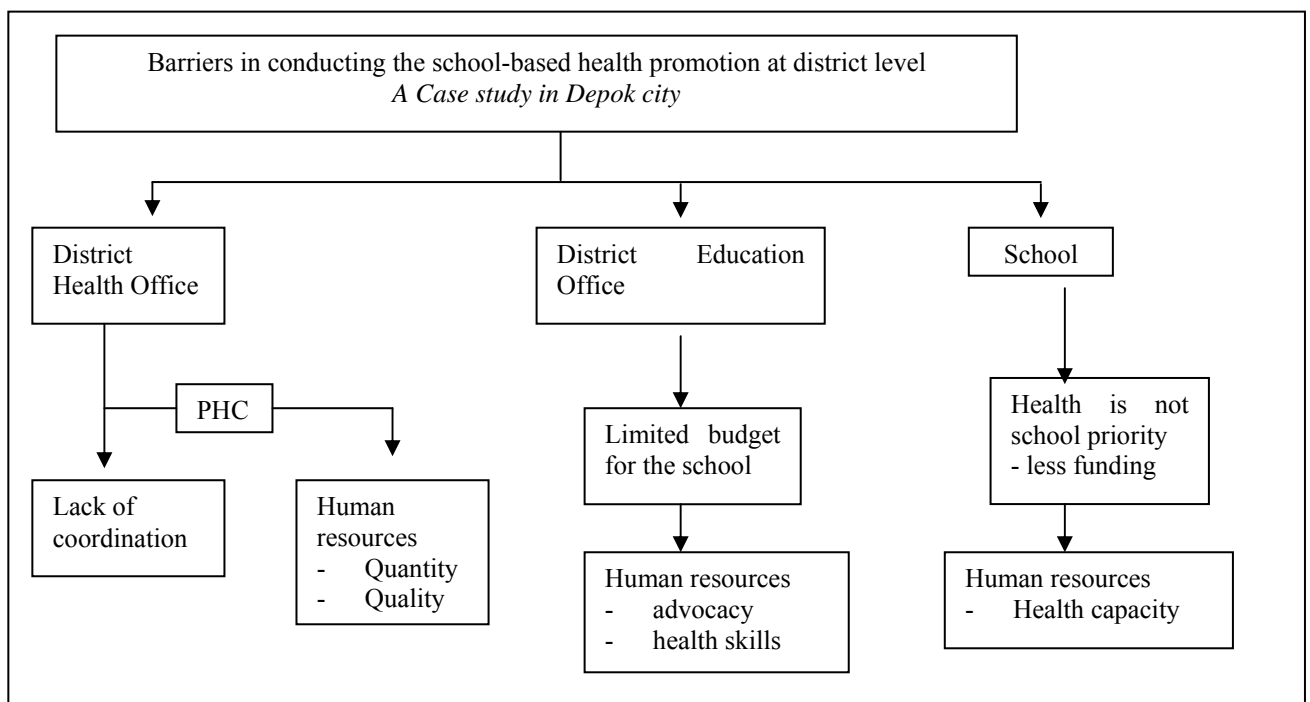 Barriers in conducting the school-based health promotion at district level
A Case study in Depok city
District
Health Office
District Education
Office
School
PHC
Lack of
coordination
Human
resources
- Quantity
- Quality
Limited budget
for the school
Human resources
- advocacy
- health skills
Health is not
school priority
- less funding
Human resources
- Health capacity